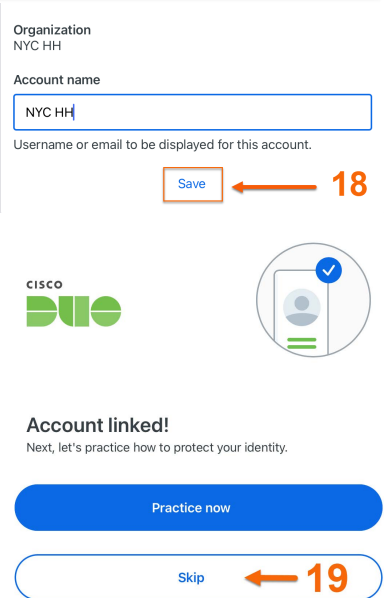 Organization
NYC HH
Account name
NYC HH
Username or email to be displayed for this account.
Save
18
CISCO
DUO
Account linked!
Next, let's practice how to protect your identity.
Practice now
Skip
19